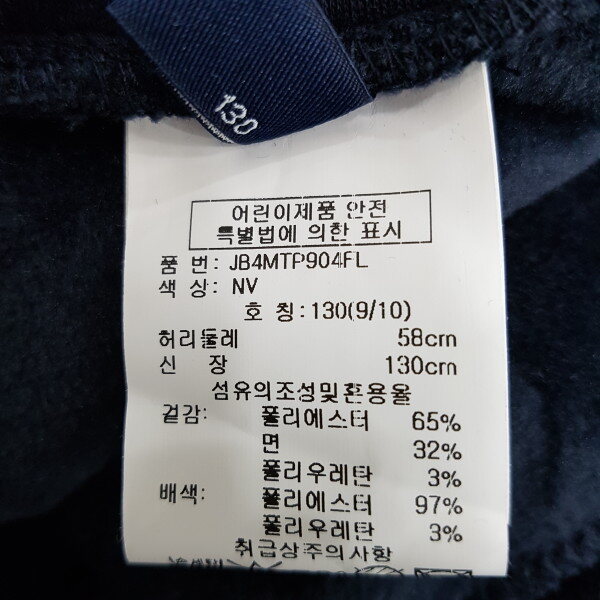 130
어린이제품 안전
특별법에 의한 표시
품 번: JB4MTP904FL
색 상: NV
호 칭:130(9/10)
허리둘레 58cm
신 장 130cm
섬유의조성및혼용율
겉감: 폴리에스터 65%
면 32%
폴리우레탄 3%
배색: 폴리에스터 97%
폴리우레탄 3%
취급상주의사항